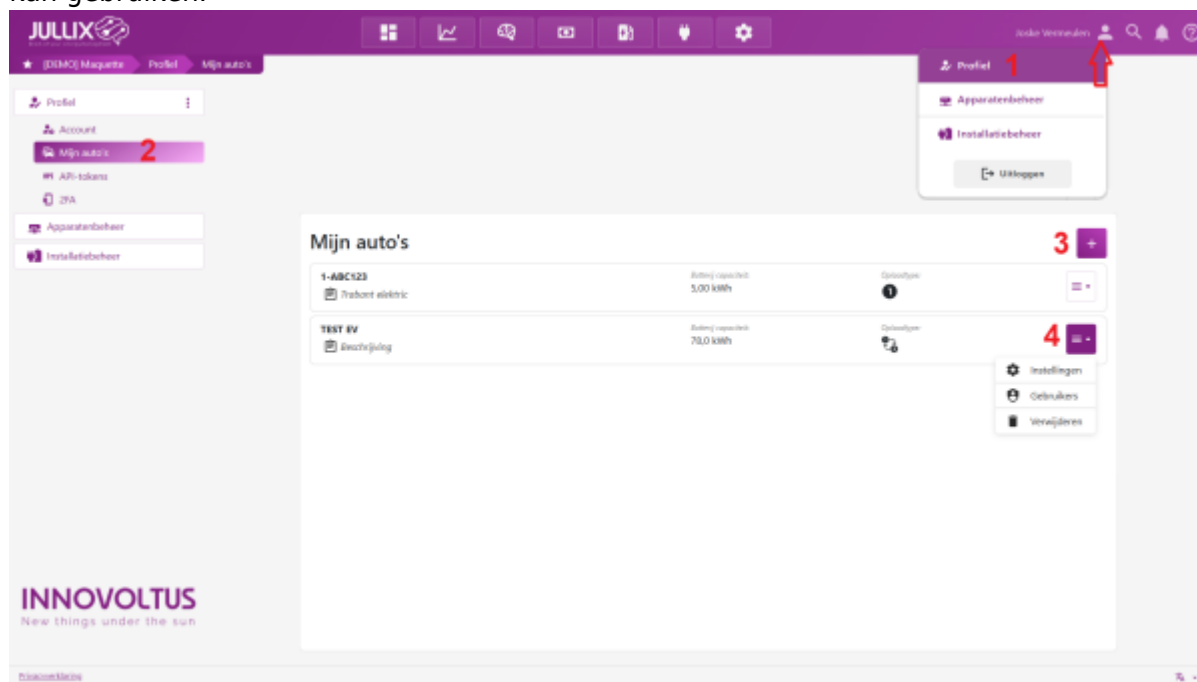 kan gebruiken.
JULLIX
Joske Vermeulen
[DEMO] Maquette Profiel Mijn auto's
Profiel 1
Apparatenbeheer
Installatiebeheer
Uitloggen
Profiel
Account
Mijn auto's 2
API-tokens
2FA
Apparatenbeheer
Installatiebeheer
Mijn auto's
3 +
1-ABC123
Trabant elektric
Batterij capaciteit
5,00 kWh
Oplaadtype
1
TEST EV
Beschrijving
Batterij capaciteit
70,0 kWh
Oplaadtype
4
Instellingen
Gebruikers
Verwijderen
INNOVOLTUS
New things under the sun
Privacyverklaring